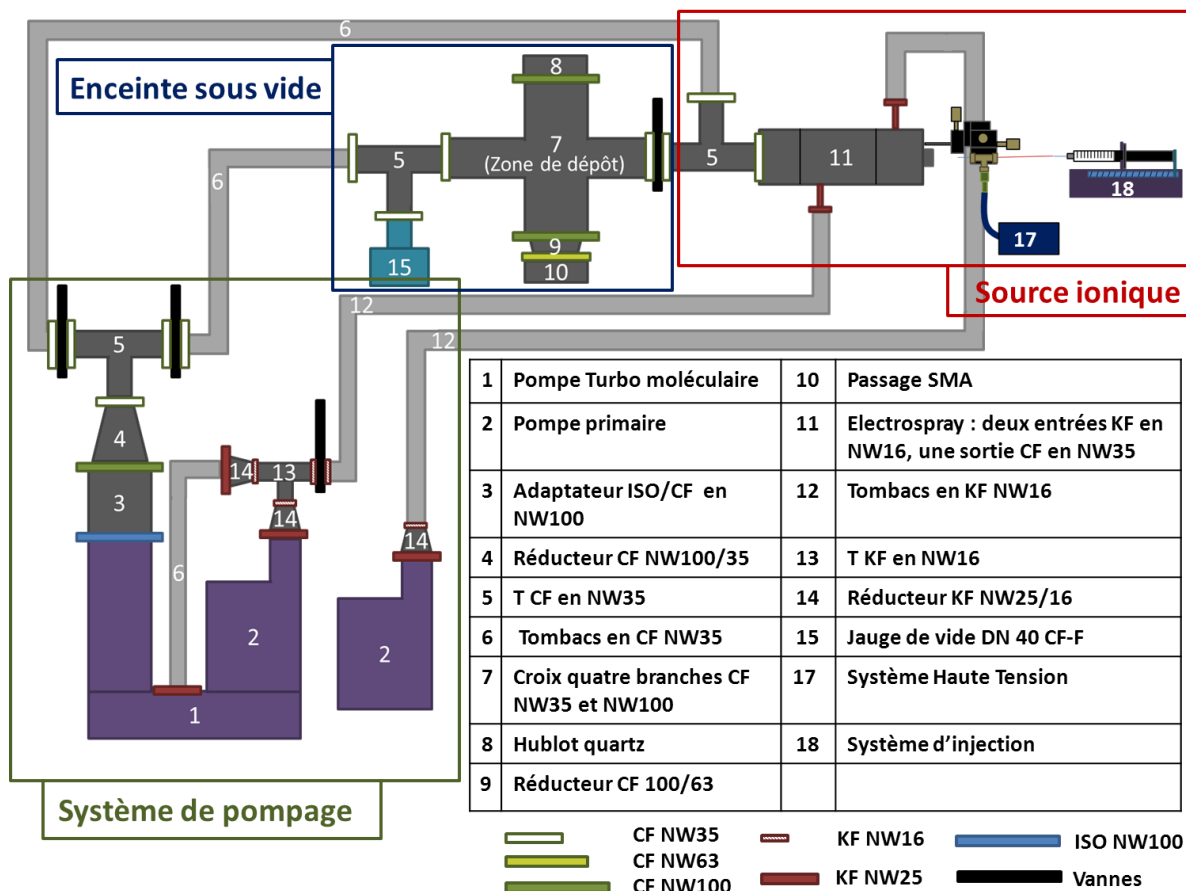 6
Enceinte sous vide
8
7
(Zone de dépôt)
5
6
15
9
10
5
11
18
17
Source ionique
12
12
5
4
3
14
13
14
6
2
1
14
2
Système de pompage
1 Pompe Turbo moléculaire 10 Passage SMA
2 Pompe primaire 11 Electrospray : deux entrées KF en
NW16, une sortie CF en NW35
3 Adaptateur ISO/CF en
NW100
12 Tombacs en KF NW16
4 Réducteur CF NW100/35 13 T KF en NW16
5 T CF en NW35 14 Réducteur KF NW25/16
6 Tombacs en CF NW35 15 Jauge de vide DN 40 CF-F
7 Croix quatre branches CF
NW35 et NW100
17 Système Haute Tension
8 Hublot quartz 18 Système d’injection
9 Réducteur CF 100/63
CF NW35 KF NW16 ISO NW100
CF NW63
CF NW100 KF NW25 Vannes